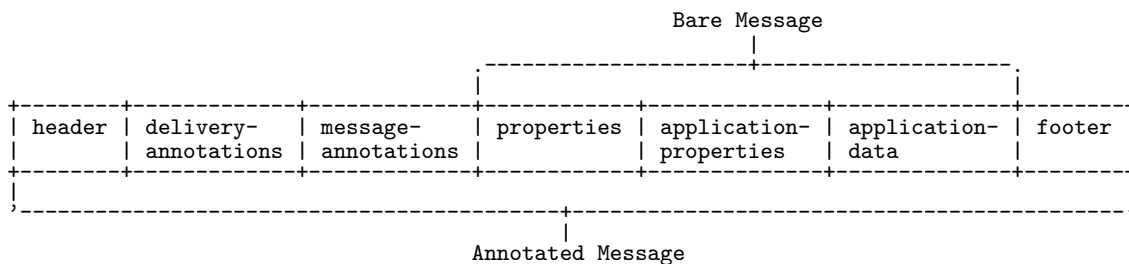 Bare Message
header | delivery- | message- | properties | application- | application- | footer
annotations | annotations | properties | data
Annotated Message